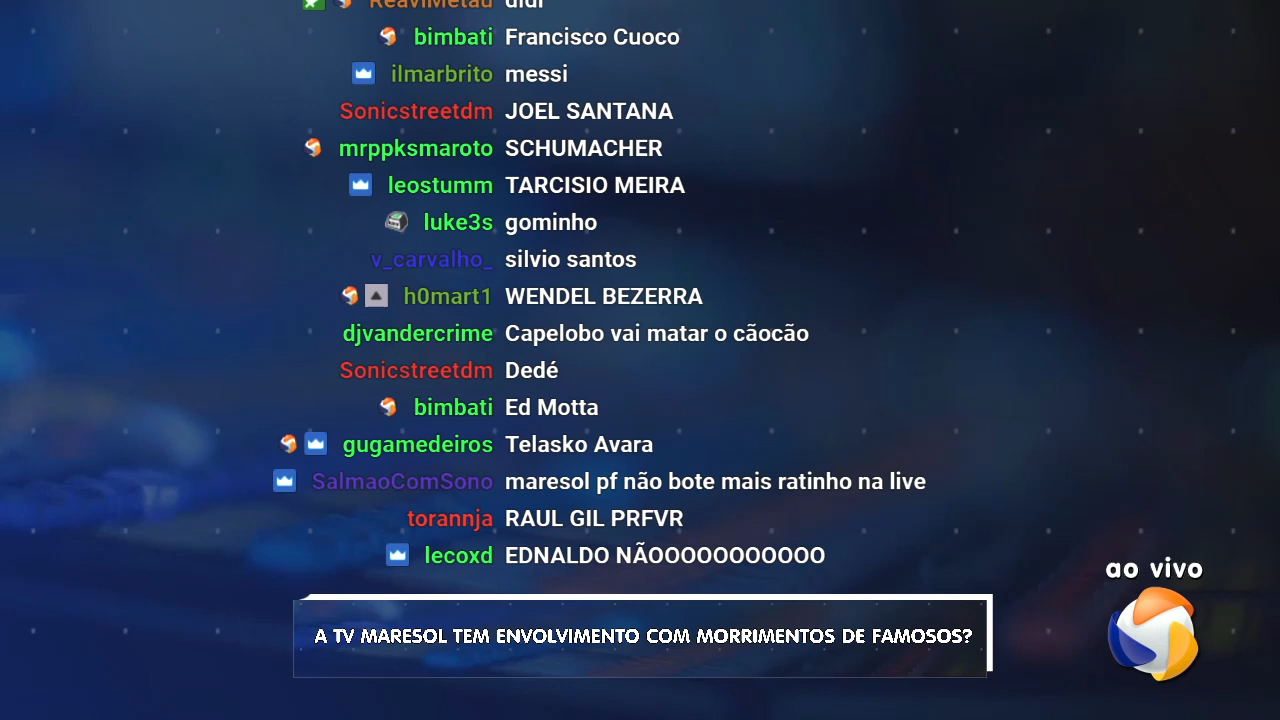 ReaviMetau didi
bimbati Francisco Cuoco
ilmarbrito messi
Sonicstreetdm JOEL SANTANA
mrppksmaroto SCHUMACHER
leostumm TARCISIO MEIRA
luke3s gominho
v_carvalho_ silvio santos
h0mart1 WENDEL BEZERRA
djvandercrime Capelobo vai matar o cãocão
Sonicstreetdm Dedé
bimbati Ed Motta
gugamedeiros Telasko Avara
SalmaoComSono maresol pf não bote mais ratinho na live
torannja RAUL GIL PRFVR
lecoxd EDNALDO NÃOOOOOOOOOOO
ao vivo
A TV MARESOL TEM ENVOLVIMENTO COM MORRIMENTOS DE FAMOSOS?